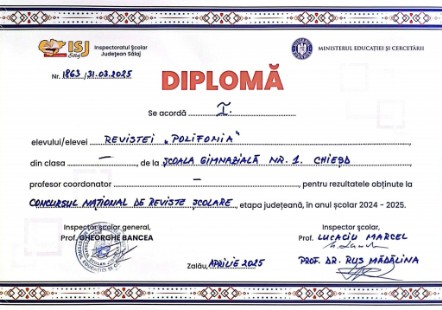 ISJ
Sălaj
Inspectoratul Școlar
Județean Sălaj
MINISTERUL EDUCAȚIEI ȘI CERCETĂRII
Nr. 1863 / 31.03.2025
DIPLOMĂ
Se acordă I
elevului/elevei REVISTEI „POLIFONIA”
din clasa —, de la ȘCOALA GIMNAZIALĂ NR. 1 CHIEȘD
profesor coordonator —, pentru rezultatele obținute la
CONCURSUL NAȚIONAL DE REVISTE ȘCOLARE, etapa județeană, în anul școlar 2024 - 2025.
Inspector școlar general,
Prof. GHEORGHE BANCEA
Inspector școlar,
Prof. LUCACIU MARCEL
PROF. DR. RUS MĂDĂLINA
Zalău, APRILIE 2025